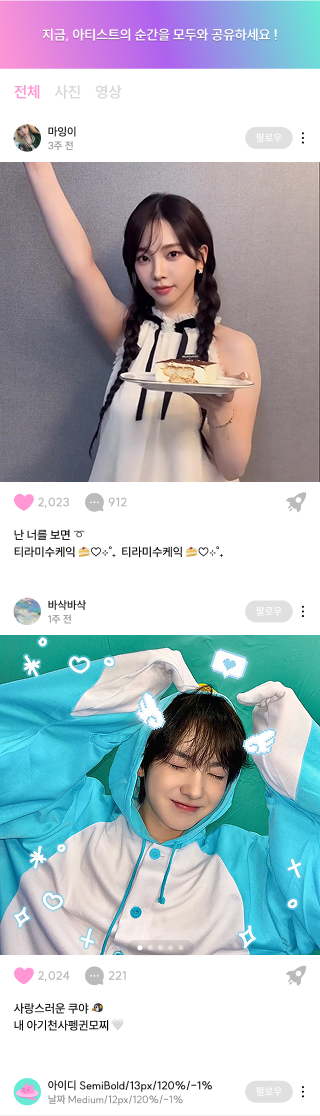 지금, 아티스트의 순간을 모두와 공유하세요 !
전체 사진 영상
마잉이
3주 전
팔로우
2,023 912
난 너를 보면 ➰
티라미수케익 🍰♡⊹˚₊ 티라미수케익 🍰♡⊹˚₊
바삭바삭
1주 전
팔로우
2,024 221
사랑스러운 쿠야 🐧
내 아기천사펭귄모찌 🤍
아이디 SemiBold/13px/120%/-1%
날짜 Medium/12px/120%/-1%
팔로우